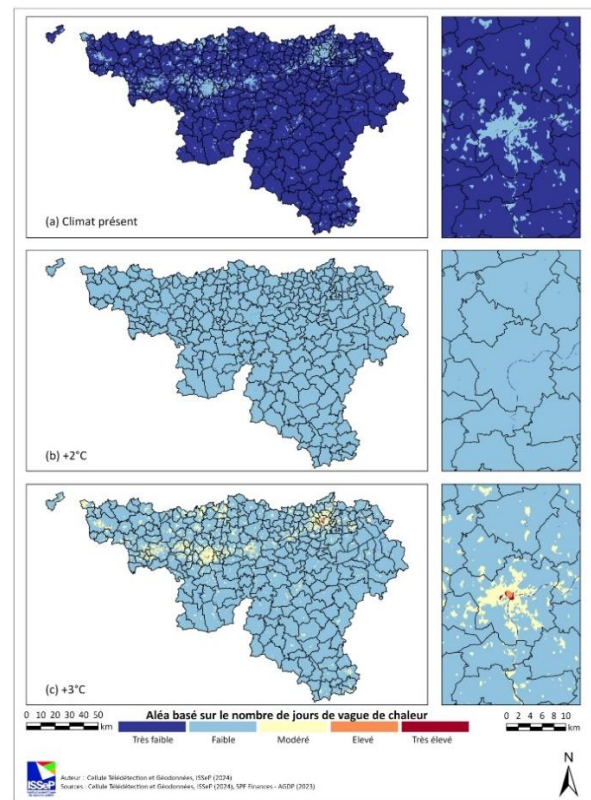 (a) Climat présent
(b) +2°C
(c) +3°C
Aléa basé sur le nombre de jours de vague de chaleur
0 10 20 30 40 50
km
Très faible
Faible
Modéré
Elevé
Très élevé
0 2 4 6 8 10
km
N
ISSeP
Auteur : Cellule Télédétection et Géodonnées, ISSeP (2024)
Sources : Cellule Télédétection et Géodonnées, ISSeP (2024), SPF Finances - AGDP (2023)